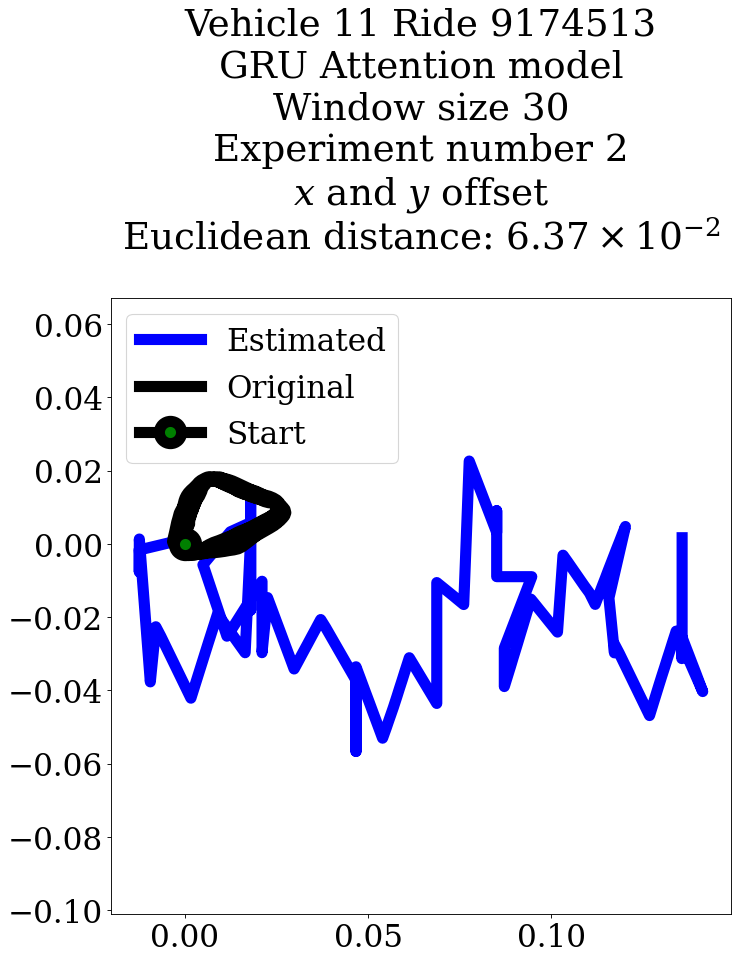 Vehicle 11 Ride 9174513
GRU Attention model
Window size 30
Experiment number 2
x and y offset
Euclidean distance: 6.37 × 10⁻²
0.06
0.04
0.02
0.00
−0.02
−0.04
−0.06
−0.08
−0.10
Estimated
Original
Start
0.00 0.05 0.10